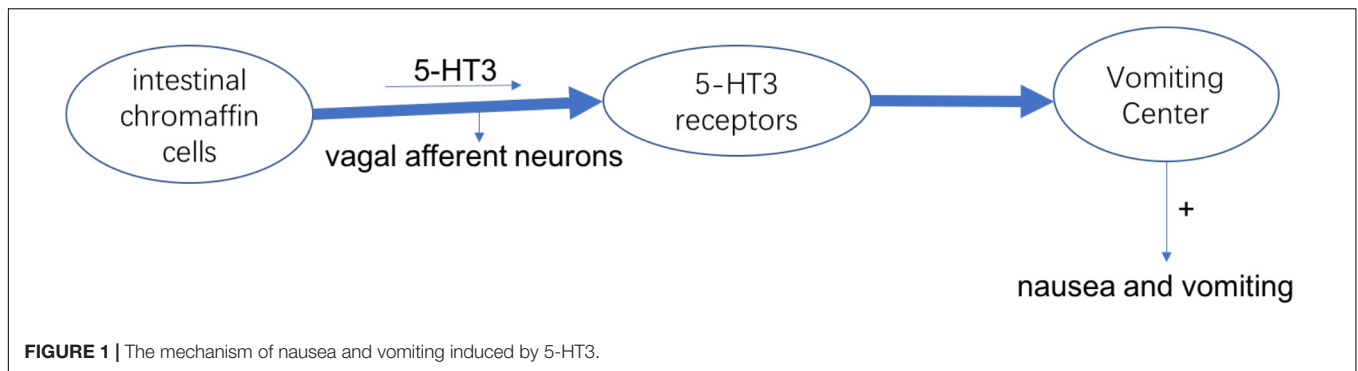 intestinal
chromaffin
cells
5-HT3
vagal afferent neurons
5-HT3
receptors
Vomiting
Center
+
nausea and vomiting
FIGURE 1 | The mechanism of nausea and vomiting induced by 5-HT3.